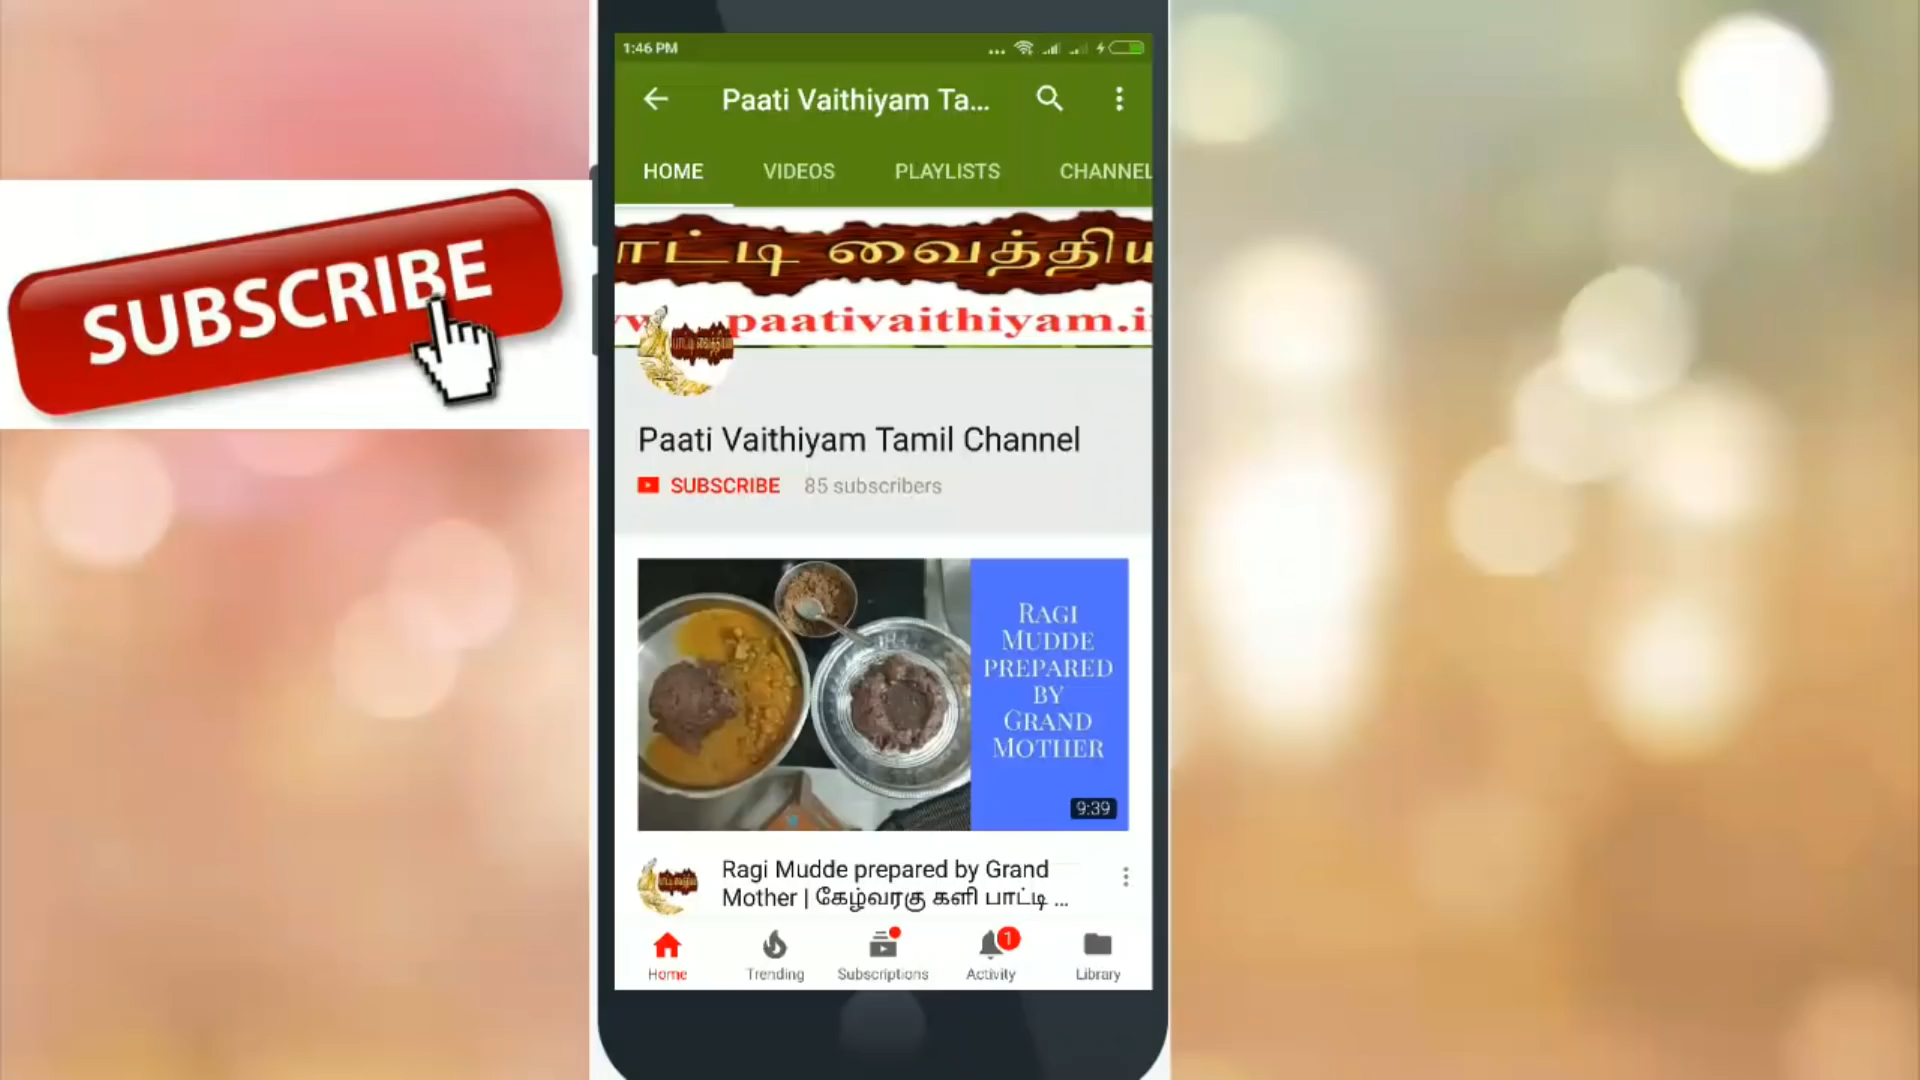 SUBSCRIBE
1:46 PM
Paati Vaithiyam Ta...
HOME VIDEOS PLAYLISTS CHANNEL
ாட்டி வைத்திய
www.paativaithiyam.i
Paati Vaithiyam Tamil Channel
SUBSCRIBE 85 subscribers
RAGI
MUDDE
PREPARED
BY
GRAND
MOTHER
9:39
Ragi Mudde prepared by Grand
Mother | கேழ்வரகு களி பாட்டி ...
1
Home Trending Subscriptions Activity Library